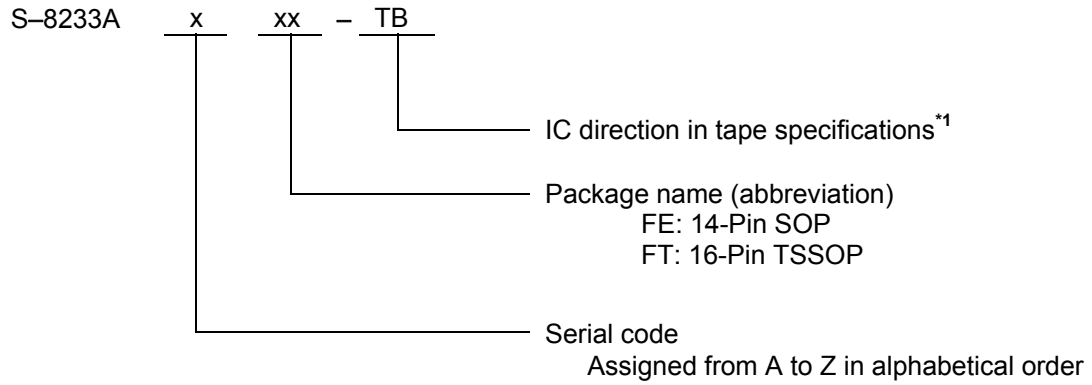 S–8233A x xx – TB
IC direction in tape specifications*1
Package name (abbreviation)
FE: 14-Pin SOP
FT: 16-Pin TSSOP
Serial code
Assigned from A to Z in alphabetical order